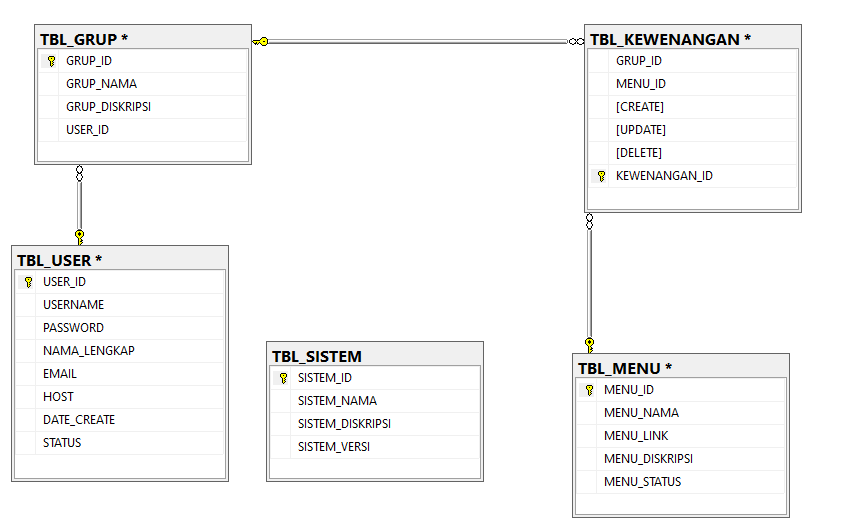 TBL_GRUP *
GRUP_ID
GRUP_NAMA
GRUP_DISKRIPSI
USER_ID
TBL_KEWENANGAN *
GRUP_ID
MENU_ID
[CREATE]
[UPDATE]
[DELETE]
KEWENANGAN_ID
TBL_USER *
USER_ID
USERNAME
PASSWORD
NAMA_LENGKAP
EMAIL
HOST
DATE_CREATE
STATUS
TBL_SISTEM
SISTEM_ID
SISTEM_NAMA
SISTEM_DISKRIPSI
SISTEM_VERSI
TBL_MENU *
MENU_ID
MENU_NAMA
MENU_LINK
MENU_DISKRIPSI
MENU_STATUS